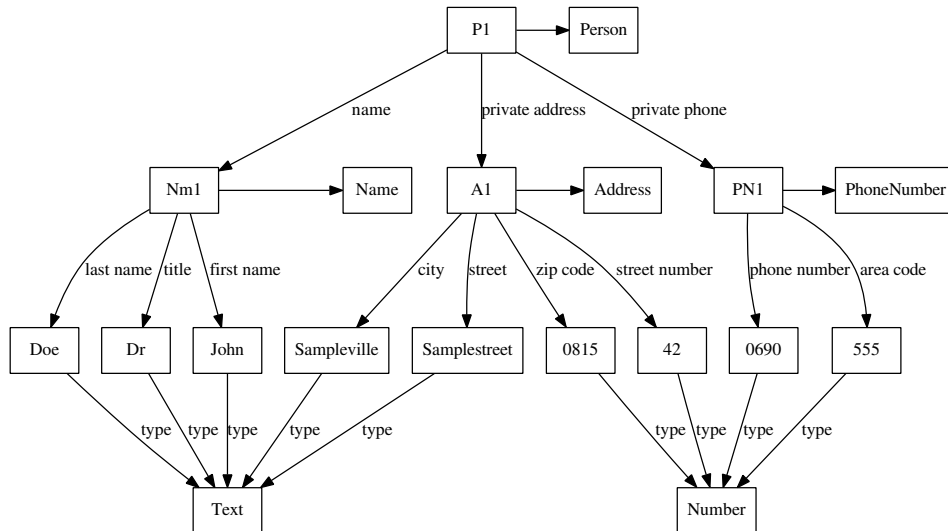 P1
Person
name
private address
private phone
Nm1
Name
A1
Address
PN1
PhoneNumber
last name
title
first name
city
street
zip code
street number
phone number
area code
Doe
Dr
John
Sampleville
Samplestreet
0815
42
0690
555
type
type
type
type
type
type
type
type
type
Text
Number